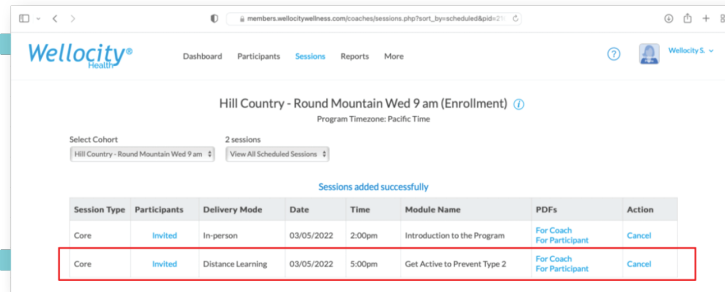 members.wellocitywellness.com/coaches/sessions.php?sort_by=scheduled&pid=2
Wellocity®
Health
Dashboard Participants Sessions Reports More
? Wellocity S.
Hill Country - Round Mountain Wed 9 am (Enrollment) i
Program Timezone: Pacific Time
Select Cohort 2 sessions
Hill Country - Round Mountain Wed 9 am View All Scheduled Sessions
Sessions added successfully
Session Type Participants Delivery Mode Date Time Module Name PDFs Action
Core Invited In-person 03/05/2022 2:00pm Introduction to the Program For Coach Cancel
For Participant
Core Invited Distance Learning 03/05/2022 5:00pm Get Active to Prevent Type 2 For Coach Cancel
For Participant